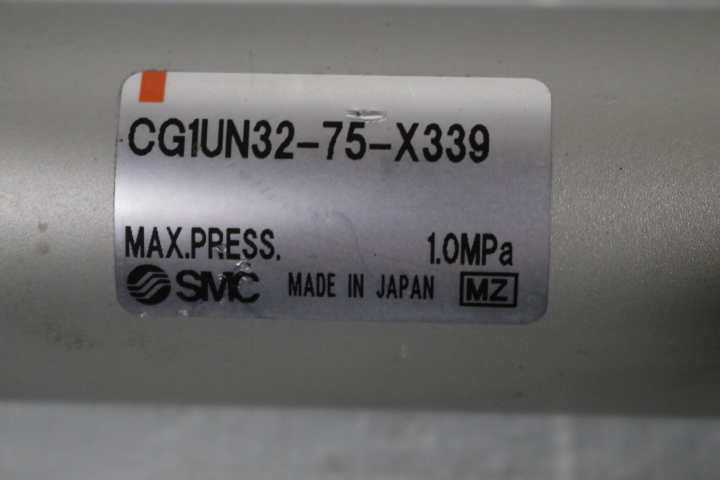 CG1UN32-75-X339
MAX.PRESS. 1.0MPa
SMC MADE IN JAPAN MZ